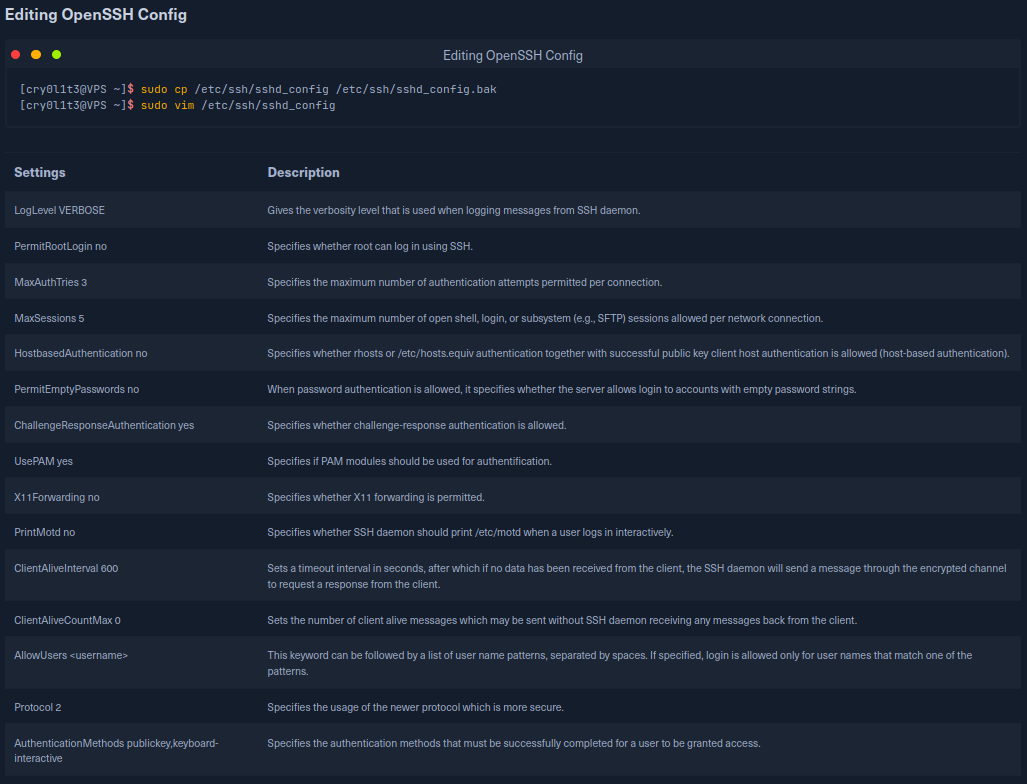 Editing OpenSSH Config
Editing OpenSSH Config
[cry0l1t3@VPS ~]$ sudo cp /etc/ssh/sshd_config /etc/ssh/sshd_config.bak
[cry0l1t3@VPS ~]$ sudo vim /etc/ssh/sshd_config
Settings Description
LogLevel VERBOSE Gives the verbosity level that is used when logging messages from SSH daemon.
PermitRootLogin no Specifies whether root can log in using SSH.
MaxAuthTries 3 Specifies the maximum number of authentication attempts permitted per connection.
MaxSessions 5 Specifies the maximum number of open shell, login, or subsystem (e.g., SFTP) sessions allowed per network connection.
HostbasedAuthentication no Specifies whether rhosts or /etc/hosts.equiv authentication together with successful public key client host authentication is allowed (host-based authentication).
PermitEmptyPasswords no When password authentication is allowed, it specifies whether the server allows login to accounts with empty password strings.
ChallengeResponseAuthentication yes Specifies whether challenge-response authentication is allowed.
UsePAM yes Specifies if PAM modules should be used for authentification.
X11Forwarding no Specifies whether X11 forwarding is permitted.
PrintMotd no Specifies whether SSH daemon should print /etc/motd when a user logs in interactively.
ClientAliveInterval 600 Sets a timeout interval in seconds, after which if no data has been received from the client, the SSH daemon will send a message through the encrypted channel
to request a response from the client.
ClientAliveCountMax 0 Sets the number of client alive messages which may be sent without SSH daemon receiving any messages back from the client.
AllowUsers <username> This keyword can be followed by a list of user name patterns, separated by spaces. If specified, login is allowed only for user names that match one of the
patterns.
Protocol 2 Specifies the usage of the newer protocol which is more secure.
AuthenticationMethods publickey,keyboard- Specifies the authentication methods that must be successfully completed for a user to be granted access.
interactive